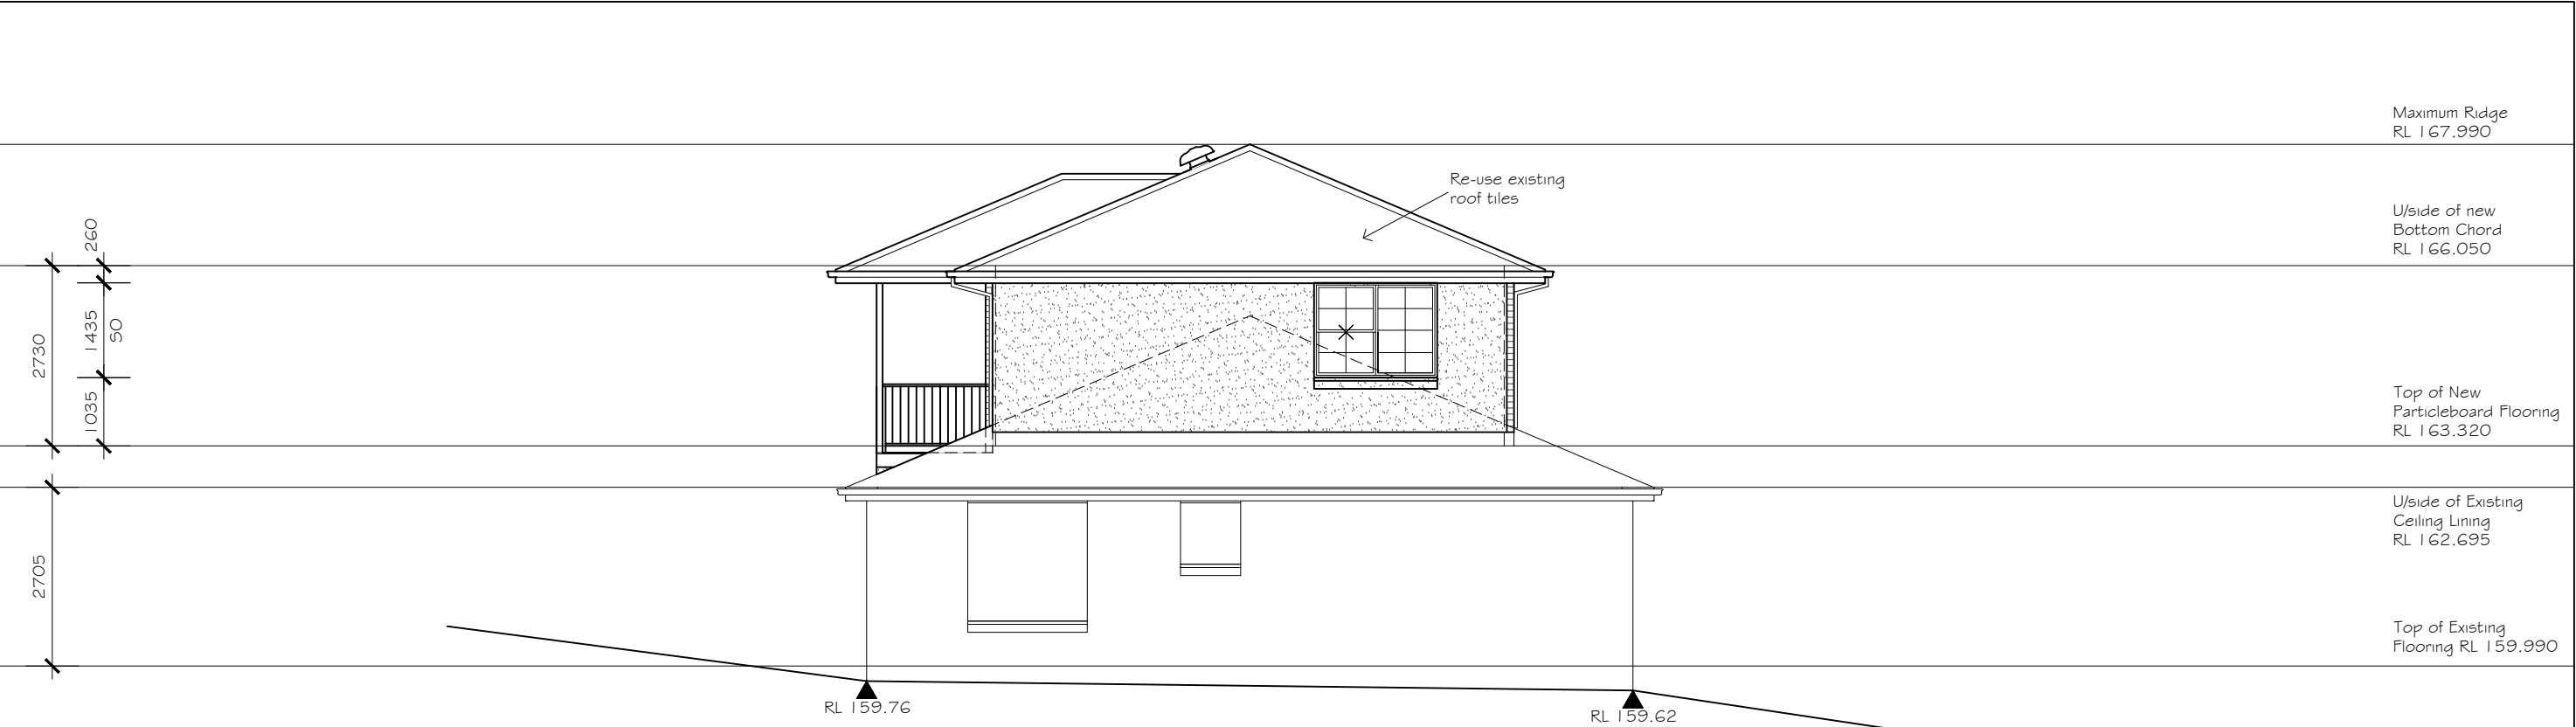 Maximum Ridge
RL 167.990
Re-use existing
roof tiles
U/side of new
Bottom Chord
RL 166.050
260
1435
50
2730
1035
Top of New
Particleboard Flooring
RL 163.320
U/side of Existing
Ceiling Lining
RL 162.695
2705
Top of Existing
Flooring RL 159.990
RL 159.76
RL 159.62